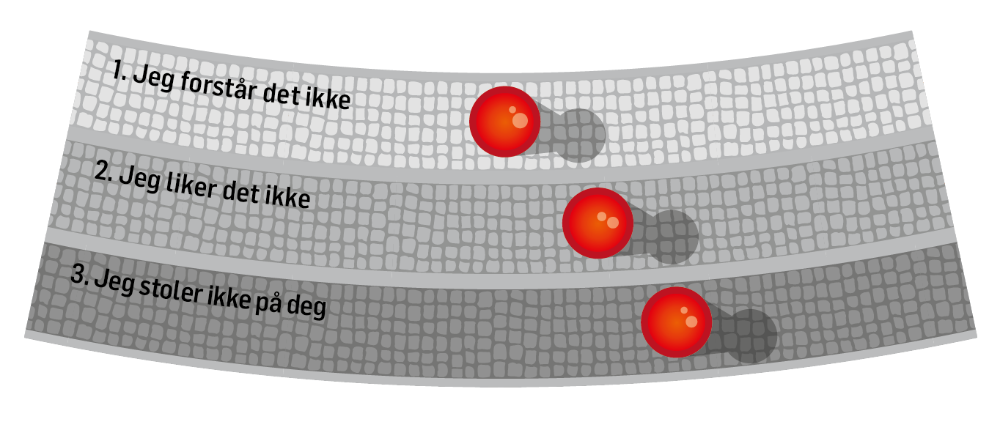 1. Jeg forstår det ikke
2. Jeg liker det ikke
3. Jeg stoler ikke på deg